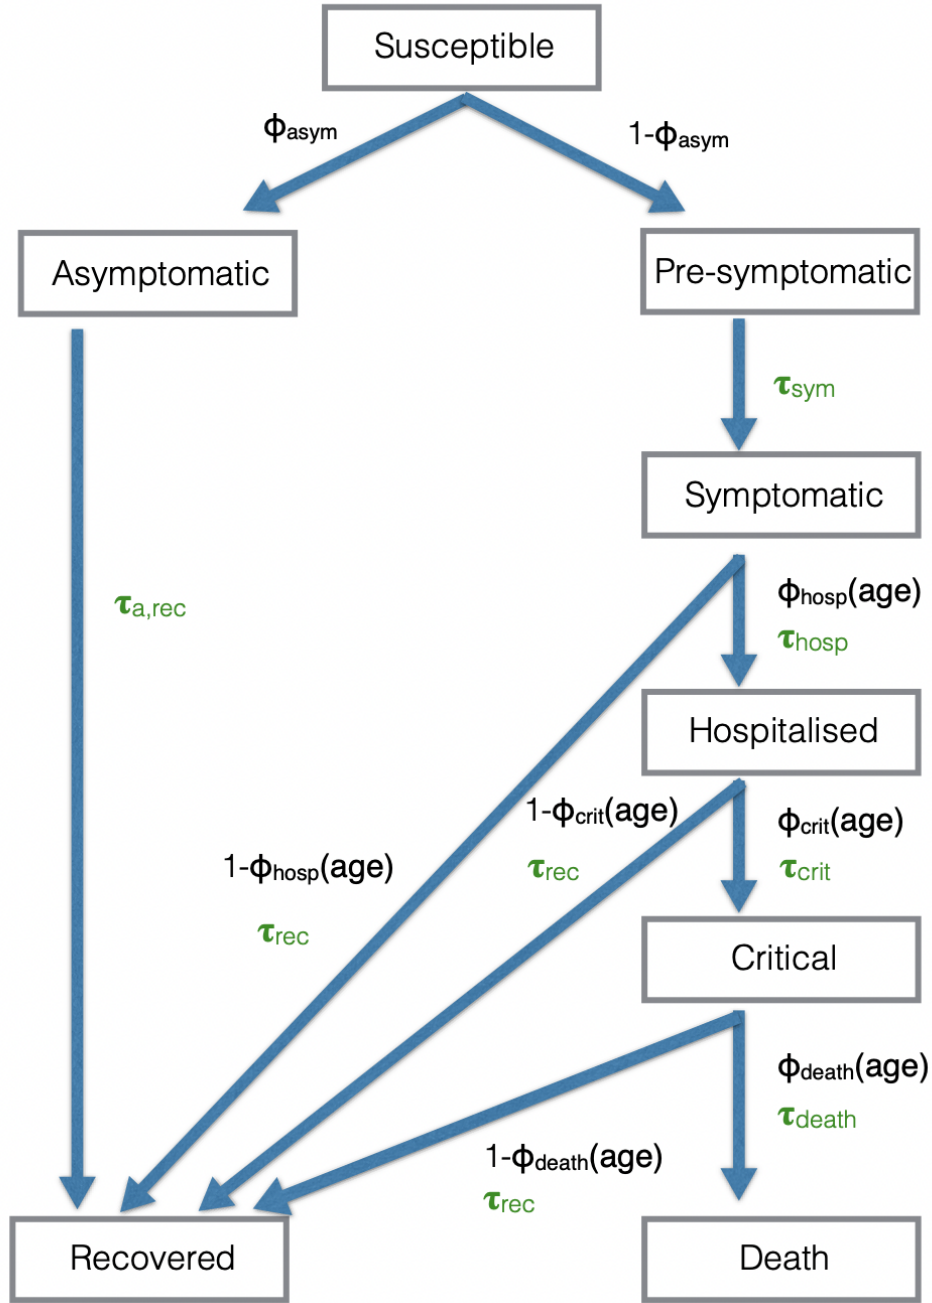 Susceptible
ϕasym
1-ϕasym
Asymptomatic
Pre-symptomatic
τsym
Symptomatic
τa,rec
ϕhosp(age)
τhosp
Hospitalised
1-ϕcrit(age)
τrec
ϕcrit(age)
τcrit
1-ϕhosp(age)
τrec
Critical
ϕdeath(age)
τdeath
1-ϕdeath(age)
τrec
Recovered
Death